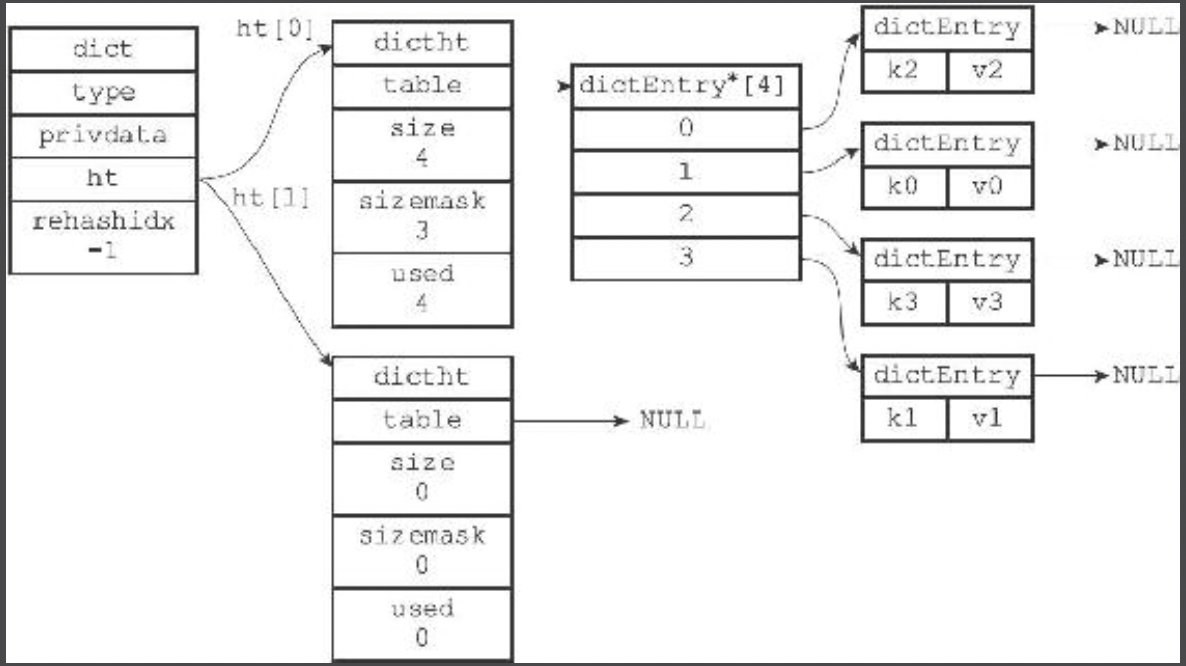 dict
type
privdata
ht
rehashidx
-1
ht[0]
ht[1]
dictht
table
size
4
sizemask
3
used
4
dictht
table
size
0
sizemask
0
used
0
NULL
dictEntry*[4]
0
1
2
3
dictEntry
k2 v2
NULL
dictEntry
k0 v0
NULL
dictEntry
k3 v3
NULL
dictEntry
k1 v1
NULL